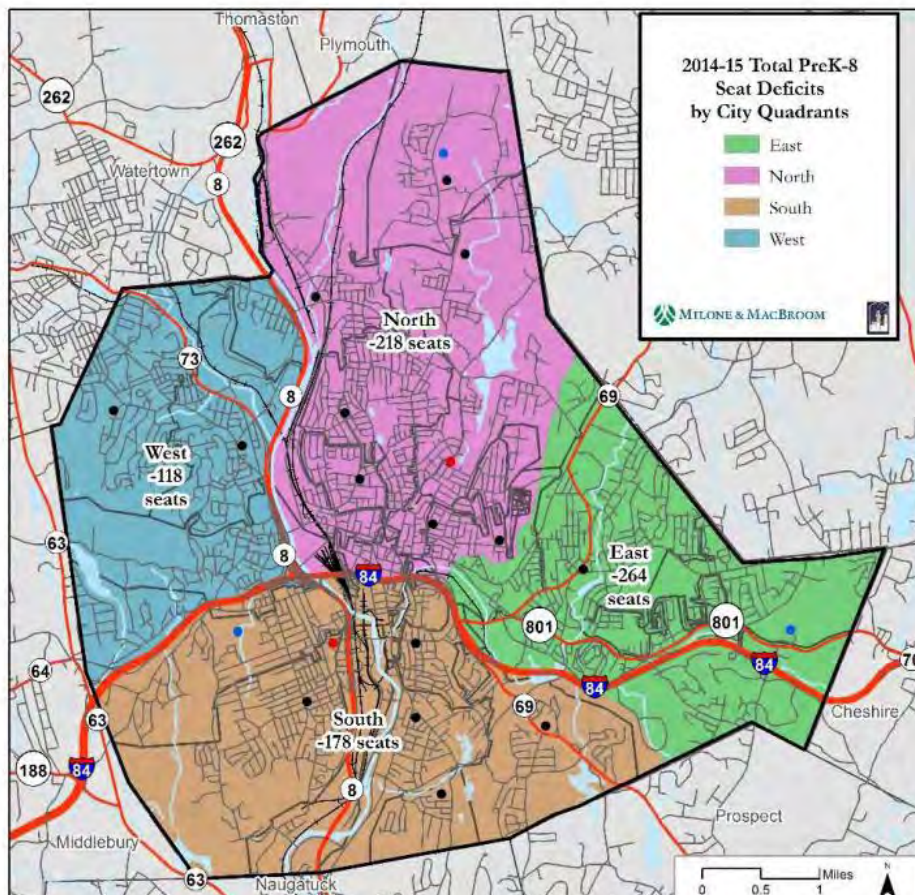 Thomaston
Plymouth
262
262
Watertown
8
2014-15 Total PreK-8
Seat Deficits
by City Quadrants
East
North
South
West
MILONE & MACBROOM
North
-218 seats
73
8
69
West
-118
seats
63
8
84
East
-264
seats
801
801
64
84
84
70
63
69
Cheshire
South
-178 seats
188
84
8
Middlebury
Prospect
63
Naugatuck
N
Miles
0
0.5